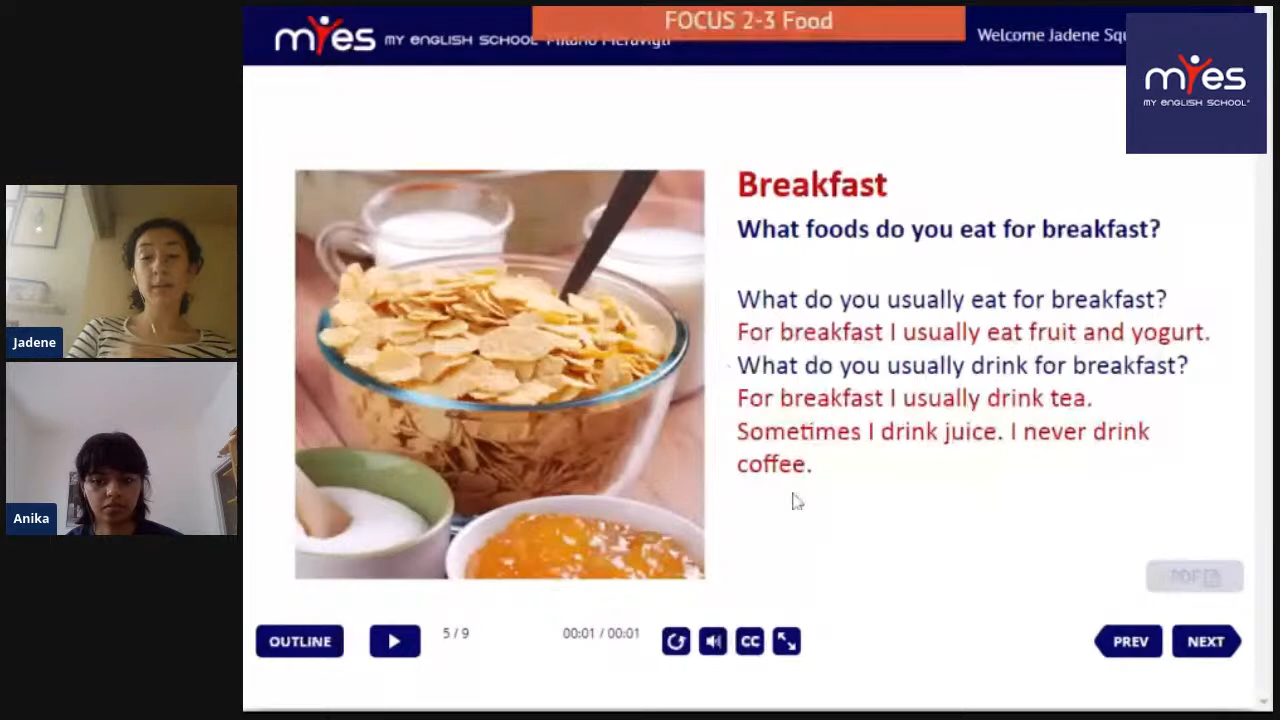 FOCUS 2-3 Food
myes MY ENGLISH SCHOOL® Milano Meravigli
Welcome Jadene Squ
myes
MY ENGLISH SCHOOL®
Breakfast
What foods do you eat for breakfast?
What do you usually eat for breakfast?
For breakfast I usually eat fruit and yogurt.
What do you usually drink for breakfast?
For breakfast I usually drink tea.
Sometimes I drink juice. I never drink
coffee.
Jadene
Anika
PDF
OUTLINE
5 / 9
00:01 / 00:01
CC
PREV
NEXT